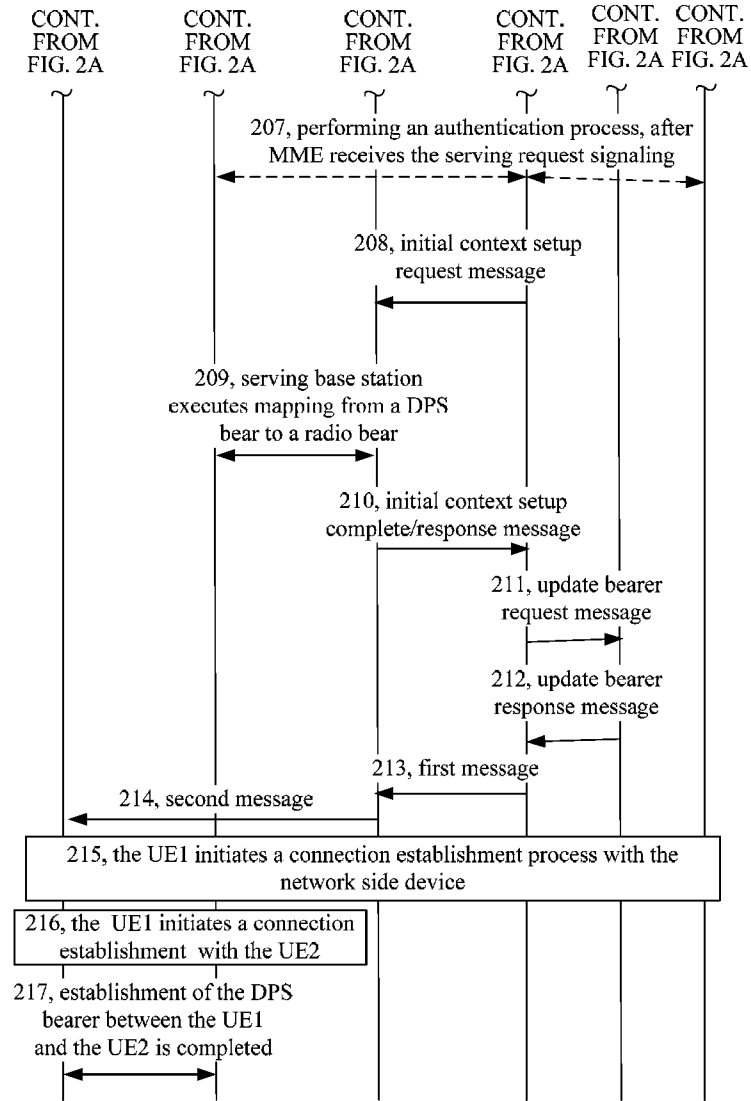 CONT. FROM FIG. 2A
CONT. FROM FIG. 2A
CONT. FROM FIG. 2A
CONT. FROM FIG. 2A
CONT. FROM FIG. 2A
CONT. FROM FIG. 2A
207, performing an authentication process, after
MME receives the serving request signaling
208, initial context setup
request message
209, serving base station
executes mapping from a DPS
bear to a radio bear
210, initial context setup
complete/response message
211, update bearer
request message
212, update bearer
response message
213, first message
214, second message
215, the UE1 initiates a connection establishment process with the
network side device
216, the UE1 initiates a connection
establishment with the UE2
217, establishment of the DPS
bearer between the UE1
and the UE2 is completed